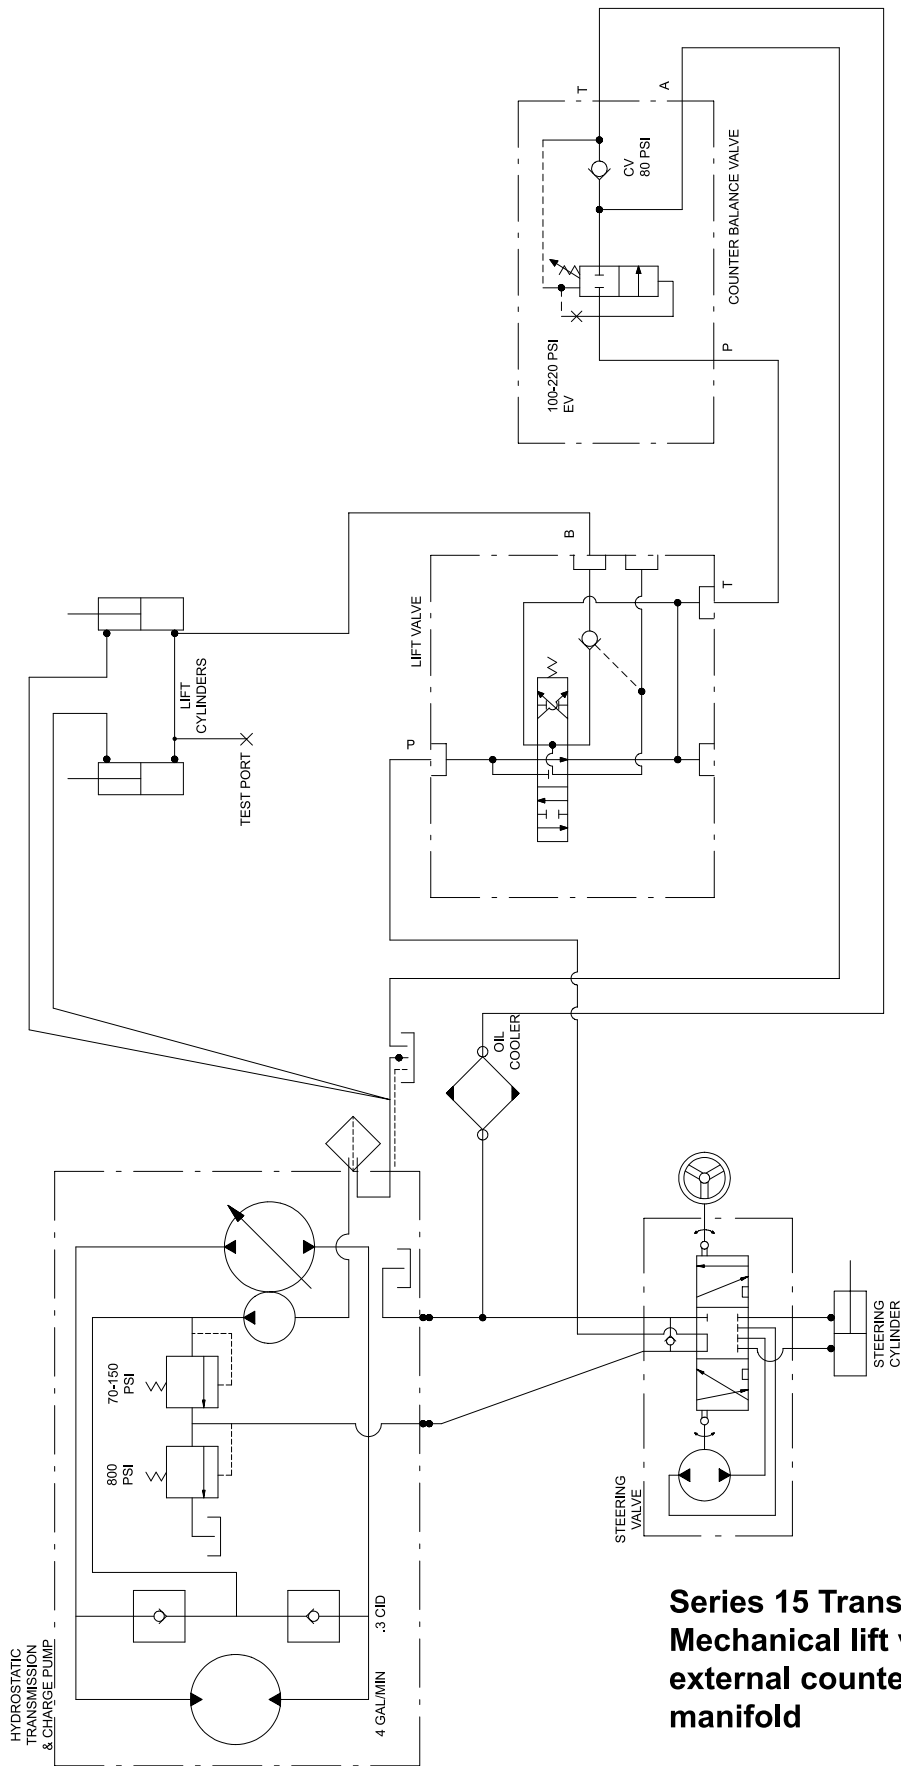 HYDROSTATIC
TRANSMISSION
& CHARGE PUMP
4 GAL/MIN
.3 CID
800
PSI
70-150
PSI
STEERING
VALVE
STEERING
CYLINDER
OIL
COOLER
TEST PORT
LIFT
CYLINDERS
LIFT VALVE
P
B
T
100-220 PSI
EV
CV
80 PSI
P
T
A
COUNTER BALANCE VALVE
Series 15 Trans
Mechanical lift
external counte
manifold